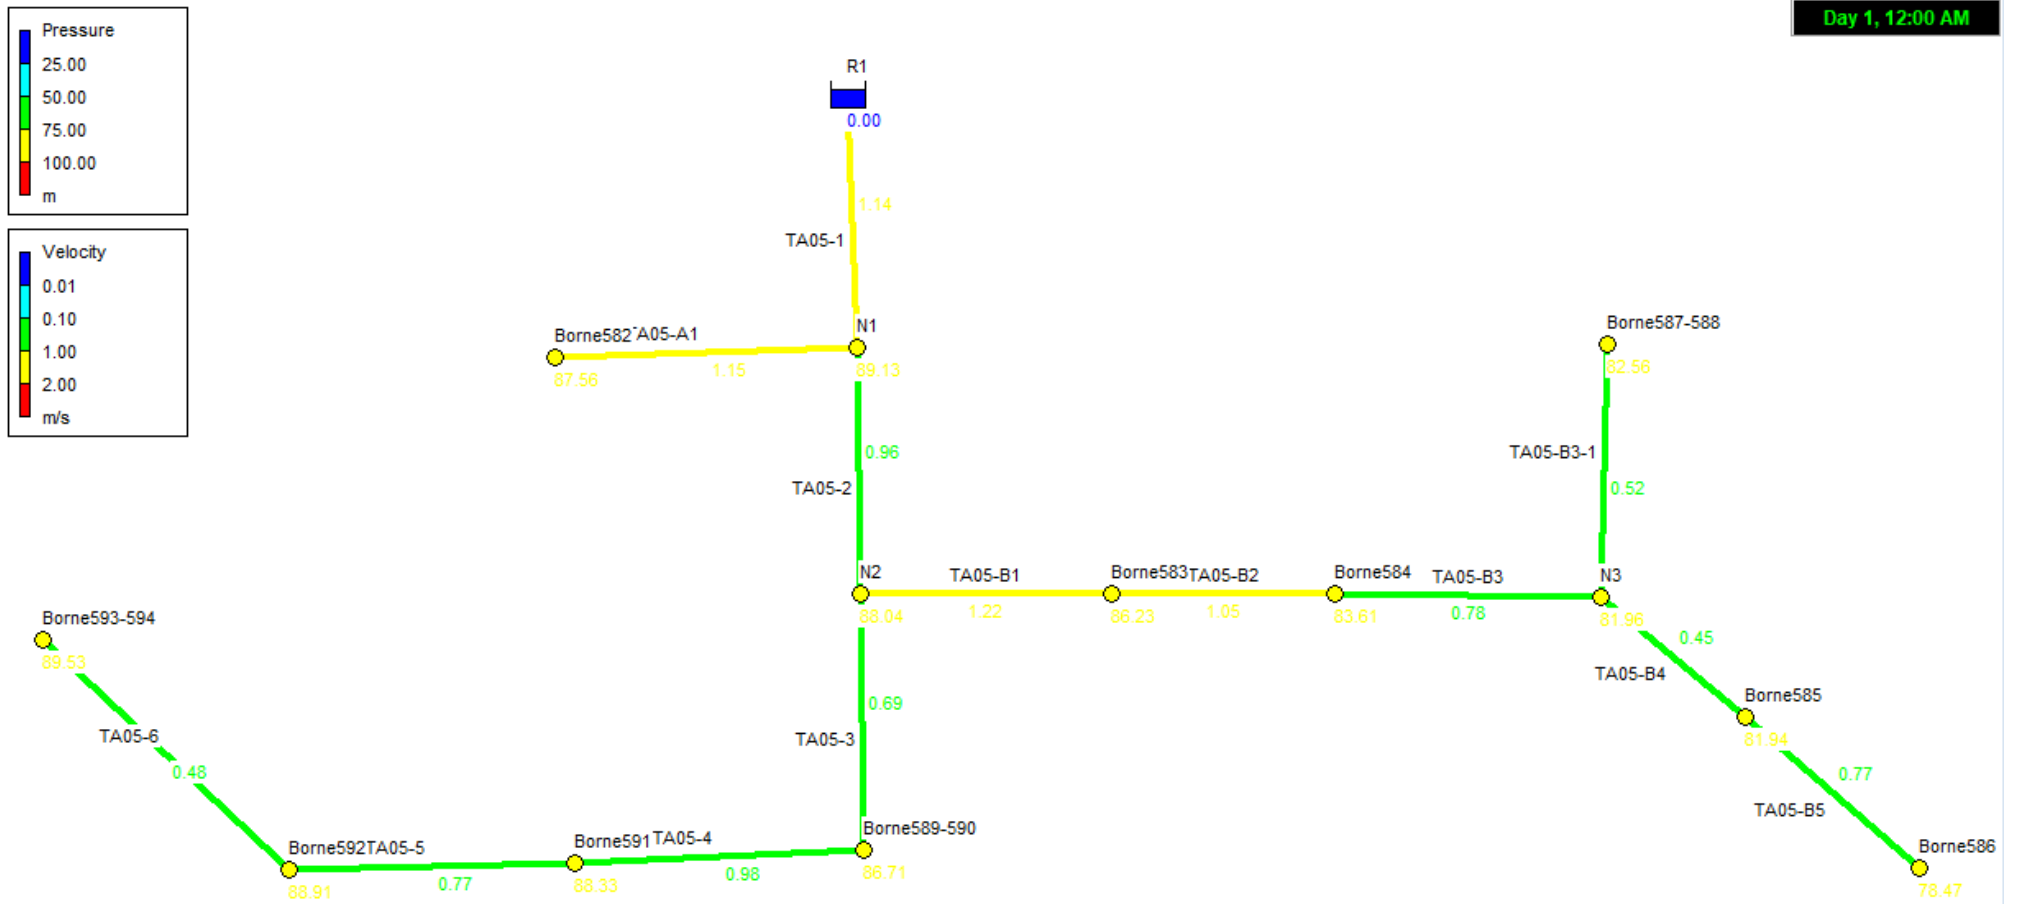 Pressure
25.00
50.00
75.00
100.00
m
Velocity
0.01
0.10
1.00
2.00
m/s
Day 1, 12:00 AM
R1
0.00
1.14
TA05-1
N1
Borne582
TA05-A1
87.56
1.15
89.13
Borne587-588
82.56
0.96
TA05-2
TA05-B3-1
0.52
N2
TA05-B1
Borne583
TA05-B2
Borne584
TA05-B3
N3
88.04
1.22
86.23
1.05
83.61
0.78
81.96
0.45
TA05-B4
Borne585
81.94
0.77
TA05-B5
Borne586
78.47
Borne593-594
89.53
TA05-6
0.48
0.69
TA05-3
Borne592
TA05-5
Borne591
TA05-4
Borne589-590
88.91
0.77
88.33
0.98
86.71